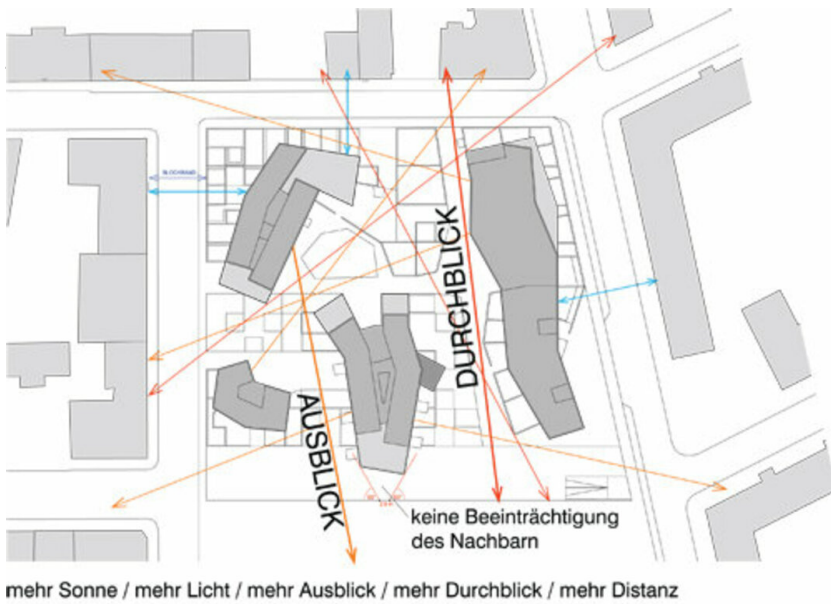 DURCHBLICK
AUSBLICK
keine Beeinträchtigung
des Nachbarn
mehr Sonne / mehr Licht / mehr Ausblick / mehr Durchblick / mehr Distanz